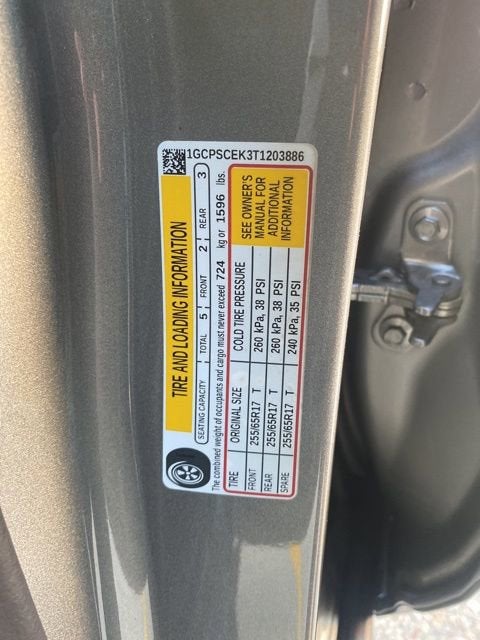 1GCPSCEK3T1203886
TIRE AND LOADING INFORMATION
SEATING CAPACITY TOTAL 5 FRONT 2 REAR 3
The combined weight of occupants and cargo must never exceed 724 kg or 1596 lbs.
TIRE ORIGINAL SIZE COLD TIRE PRESSURE
FRONT 255/65R17 T 260 kPa, 38 PSI
REAR 255/65R17 T 260 kPa, 38 PSI
SPARE 255/65R17 T 240 kPa, 35 PSI
SEE OWNER'S
MANUAL FOR
ADDITIONAL
INFORMATION